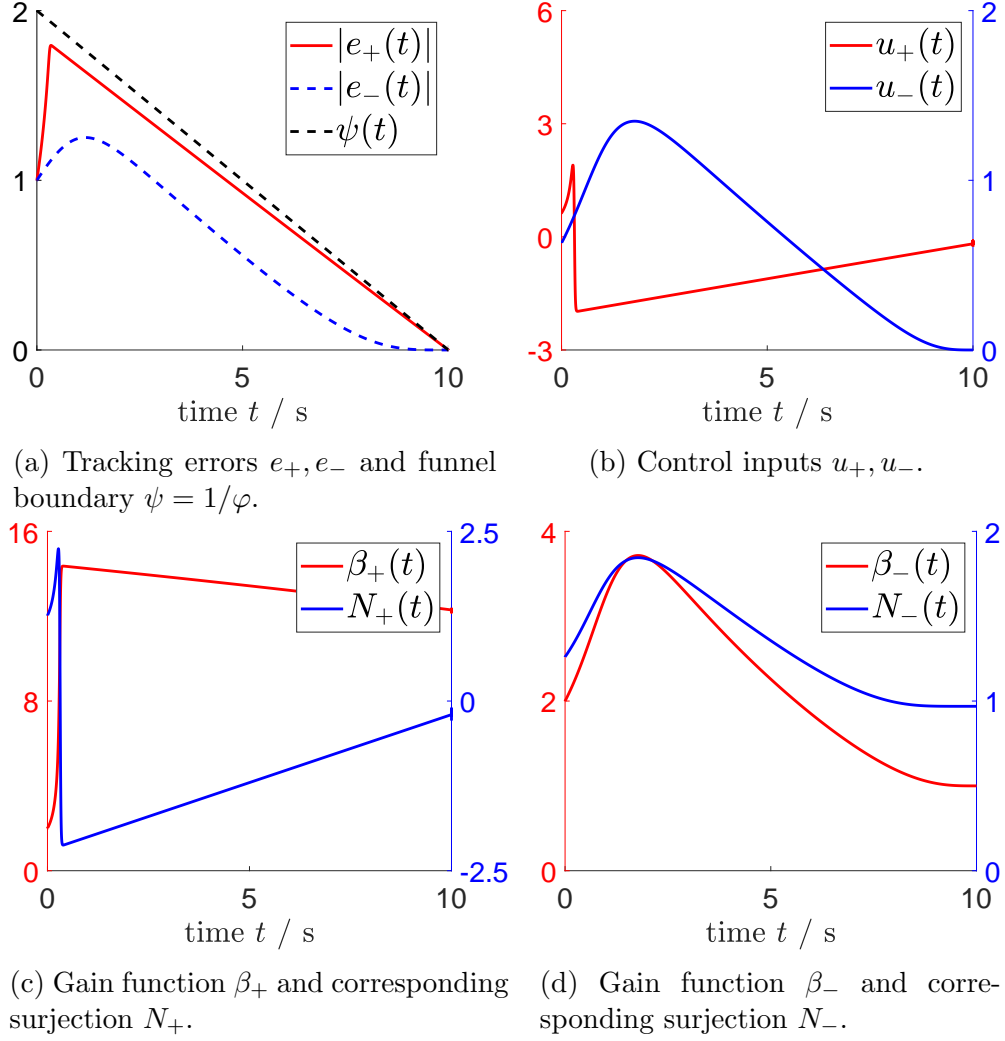 2
1
0
0
5
10
|e₊(t)|
|e₋(t)|
ψ(t)
time t / s
(a) Tracking errors e₊, e₋ and funnel
boundary ψ = 1/φ.
6
3
0
-3
2
1
0
0
5
10
u₊(t)
u₋(t)
time t / s
(b) Control inputs u₊, u₋.
16
8
0
2.5
0
-2.5
0
5
10
β₊(t)
N₊(t)
time t / s
(c) Gain function β₊ and corresponding
surjection N₊.
4
2
0
2
1
0
0
5
10
β₋(t)
N₋(t)
time t / s
(d) Gain function β₋ and corre-
sponding surjection N₋.